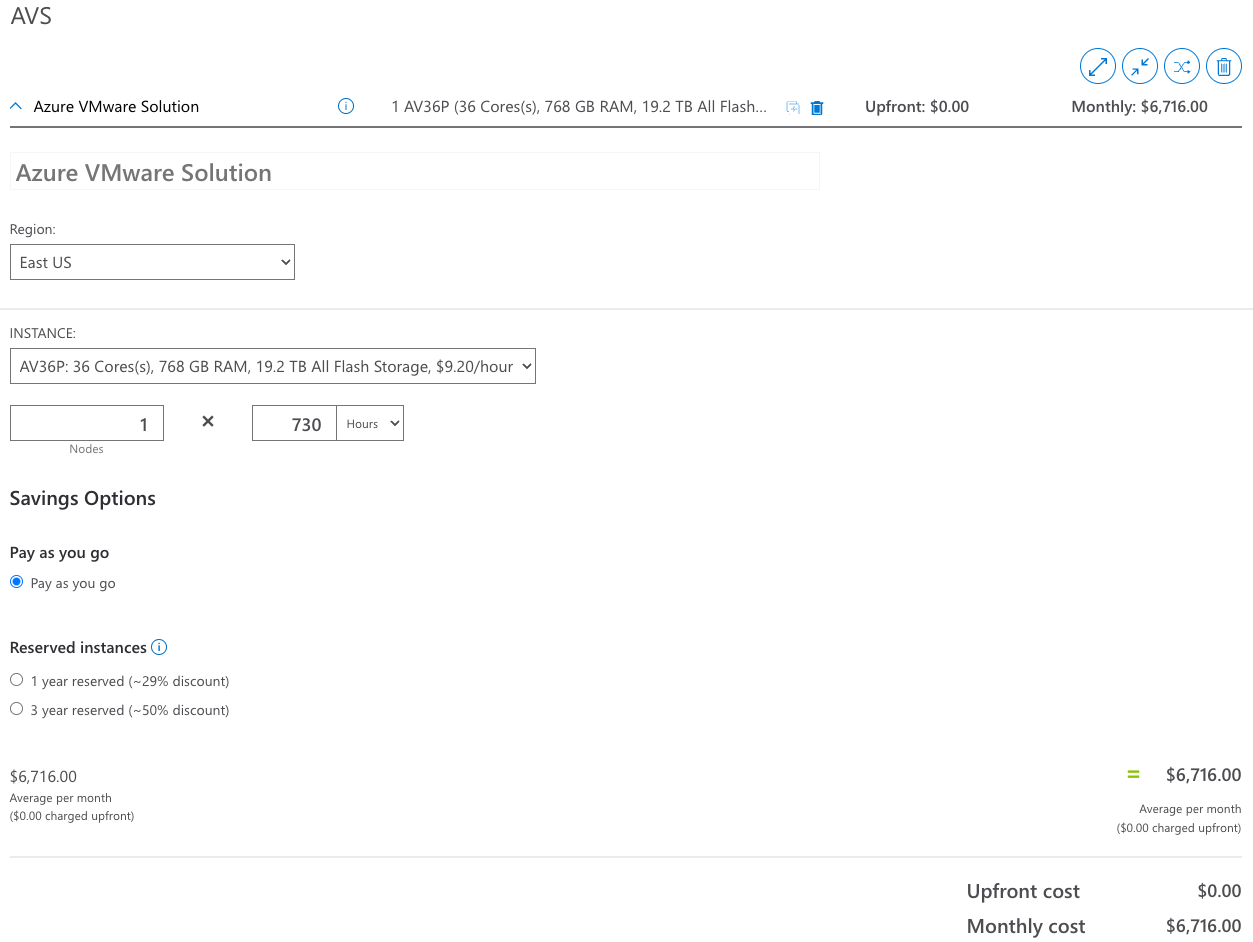 AVS
Azure VMware Solution 1 AV36P (36 Cores(s), 768 GB RAM, 19.2 TB All Flash... Upfront: $0.00 Monthly: $6,716.00
Azure VMware Solution
Region:
East US
INSTANCE:
AV36P: 36 Cores(s), 768 GB RAM, 19.2 TB All Flash Storage, $9.20/hour
1 × 730 Hours
Nodes
Savings Options
Pay as you go
Pay as you go
Reserved instances
1 year reserved (~29% discount)
3 year reserved (~50% discount)
$6,716.00 = $6,716.00
Average per month Average per month
($0.00 charged upfront) ($0.00 charged upfront)
Upfront cost $0.00
Monthly cost $6,716.00